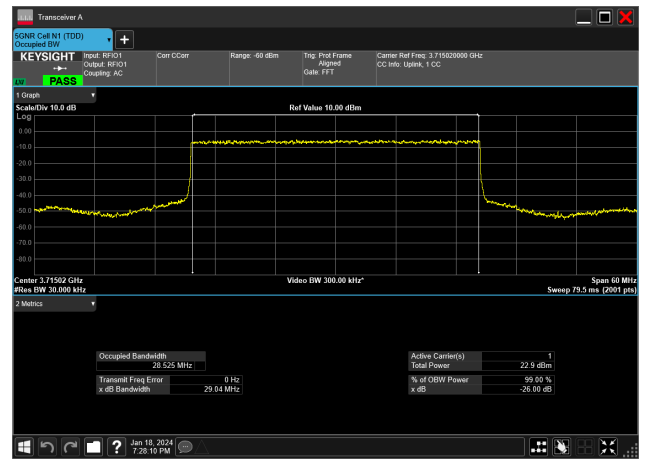 Transceiver A
5GNR Cell N1 (TDD)
Occupied BW
KEYSIGHT
LW PASS
Input: RFIO1
Output: RFIO1
Coupling: AC
Corr CCorr
Range: -60 dBm
Trig: Prot Frame
Aligned
Gate: FFT
Carrier Ref Freq: 3.715020000 GHz
CC Info: Uplink, 1 CC
1 Graph
Scale/Div 10.0 dB
Ref Value 10.00 dBm
Log
0.00
-10.0
-20.0
-30.0
-40.0
-50.0
-60.0
-70.0
-80.0
Center 3.71502 GHz
Video BW 300.00 kHz*
Span 60 MHz
#Res BW 30.000 kHz
Sweep 79.5 ms (2001 pts)
2 Metrics
Occupied Bandwidth
28.525 MHz
Transmit Freq Error 0 Hz
x dB Bandwidth 29.04 MHz
Active Carrier(s) 1
Total Power 22.9 dBm
% of OBW Power 99.00 %
x dB -26.00 dB
Jan 18, 2024
7:28:10 PM